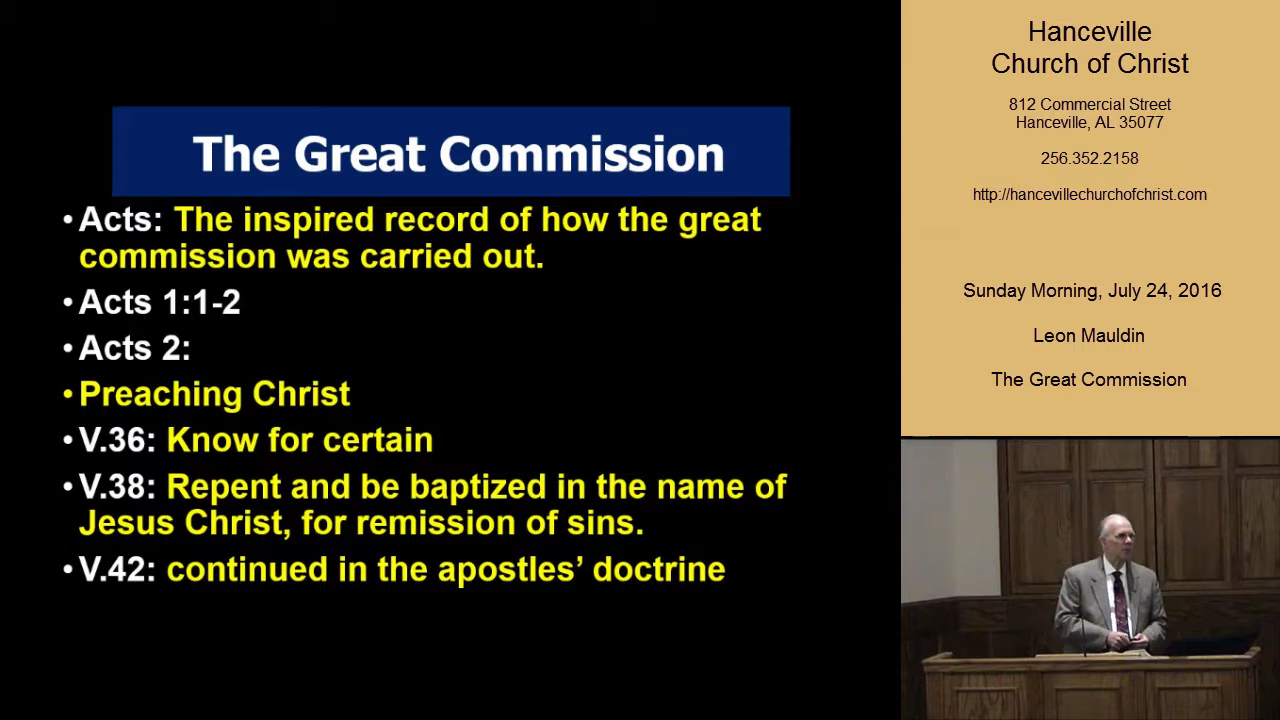 The Great Commission
•Acts: The inspired record of how the great
commission was carried out.
•Acts 1:1-2
•Acts 2:
•Preaching Christ
•V.36: Know for certain
•V.38: Repent and be baptized in the name of
Jesus Christ, for remission of sins.
•V.42: continued in the apostles’ doctrine
Hanceville
Church of Christ
812 Commercial Street
Hanceville, AL 35077
256.352.2158
http://hancevillechurchofchrist.com
Sunday Morning, July 24, 2016
Leon Mauldin
The Great Commission